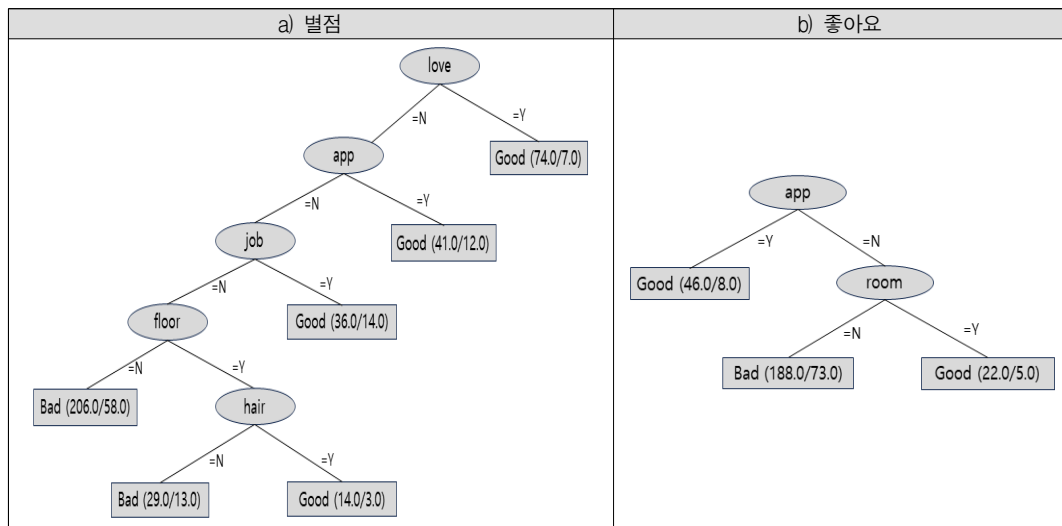 a) 별점
b) 좋아요
love
=N
=Y
app
Good (74.0/7.0)
=N
=Y
job
Good (41.0/12.0)
=N
=Y
floor
Good (36.0/14.0)
=N
=Y
Bad (206.0/58.0)
hair
=N
=Y
Bad (29.0/13.0)
Good (14.0/3.0)
app
=Y
=N
Good (46.0/8.0)
room
=N
=Y
Bad (188.0/73.0)
Good (22.0/5.0)